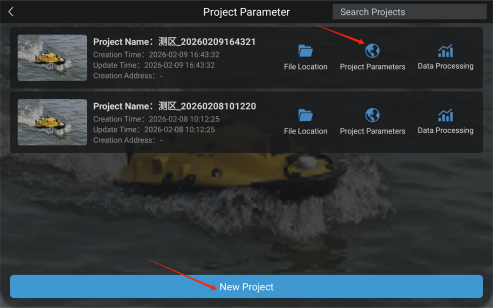 Project Parameter
Search Projects
Project Name：测区_20260209164321
Creation Time：2026-02-09 16:43:32
Update Time：2026-02-09 16:43:32
Creation Address：-
File Location
Project Parameters
Data Processing
Project Name：测区_20260208101220
Creation Time：2026-02-08 10:12:25
Update Time：2026-02-08 10:12:25
Creation Address：-
File Location
Project Parameters
Data Processing
New Project